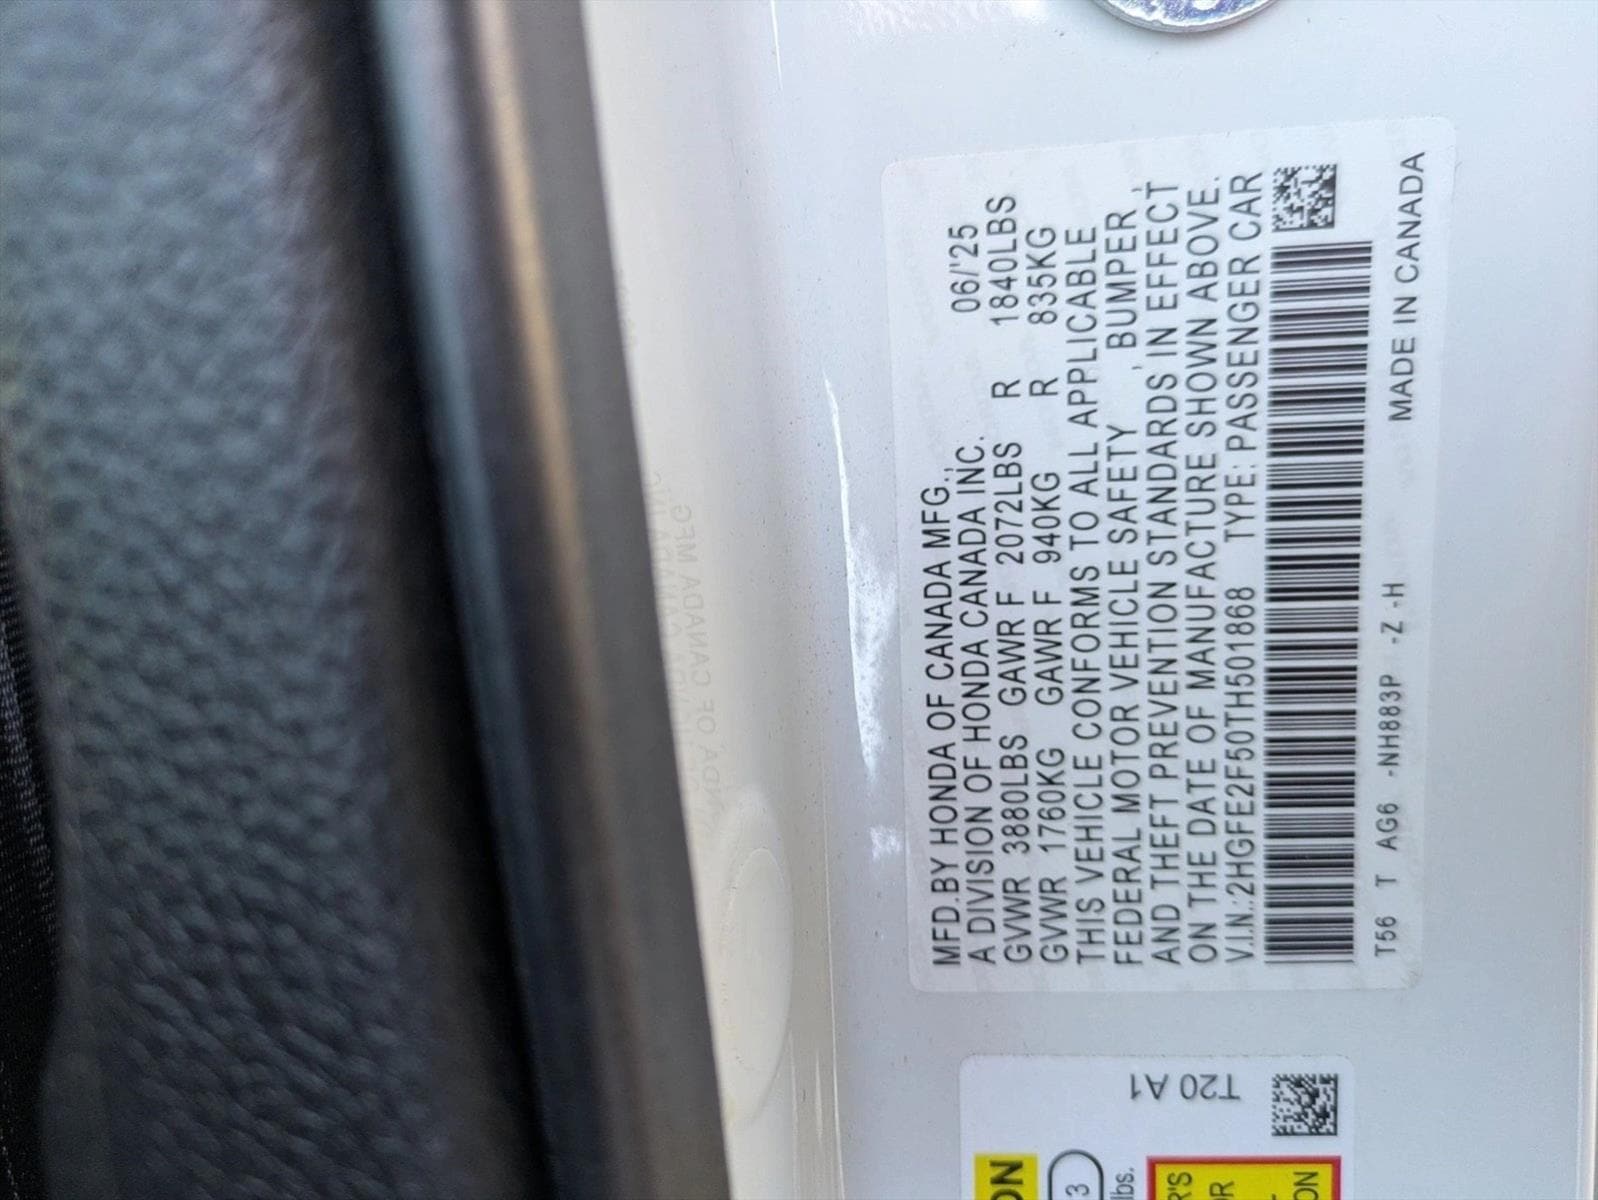 MFD.BY HONDA OF CANADA MFG.,
A DIVISION OF HONDA CANADA INC. 06/'25
GVWR 3880LBS GAWR F 2072LBS R 1840LBS
GVWR 1760KG GAWR F 940KG R 835KG
THIS VEHICLE CONFORMS TO ALL APPLICABLE
FEDERAL MOTOR VEHICLE SAFETY , BUMPER,
AND THEFT PREVENTION STANDARDS IN EFFECT
ON THE DATE OF MANUFACTURE SHOWN ABOVE.
V.I.N.:2HGFE2F50TH501868 TYPE: PASSENGER CAR
T56 T AG6 -NH883P -Z -H MADE IN CANADA
T20 A1
3
lbs.